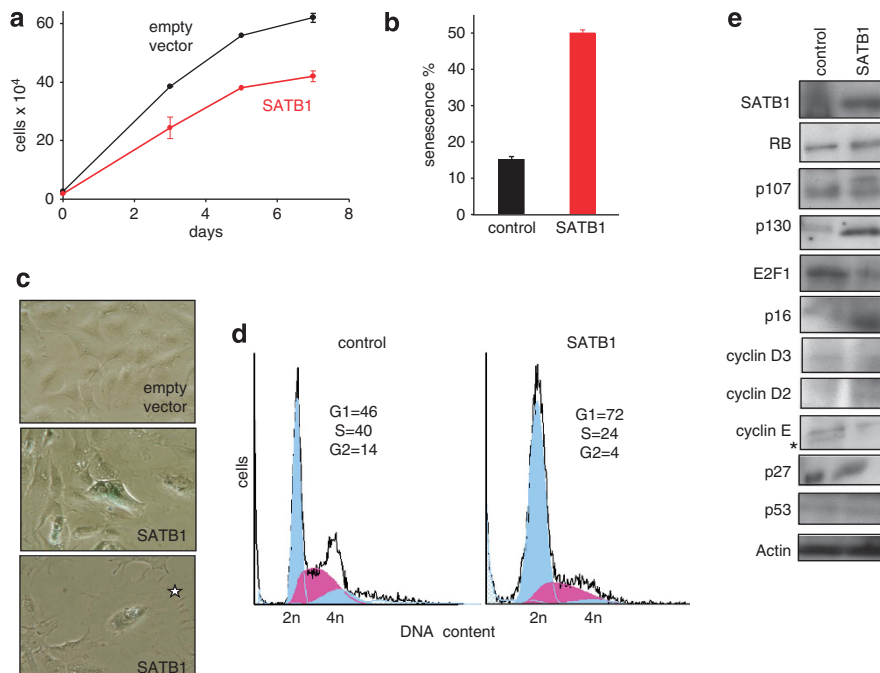 a
60
40
20
0
cells x 10⁴
empty
vector
SATB1
0 2 4 6 8
days
b
50
40
30
20
10
0
senescence %
control SATB1
c
empty
vector
SATB1
SATB1
d
control
G1=46
S=40
G2=14
SATB1
G1=72
S=24
G2=4
cells
2n 4n
2n 4n
DNA content
e
control
SATB1
SATB1
RB
p107
p130
E2F1
p16
cyclin D3
cyclin D2
cyclin E
*
p27
p53
Actin